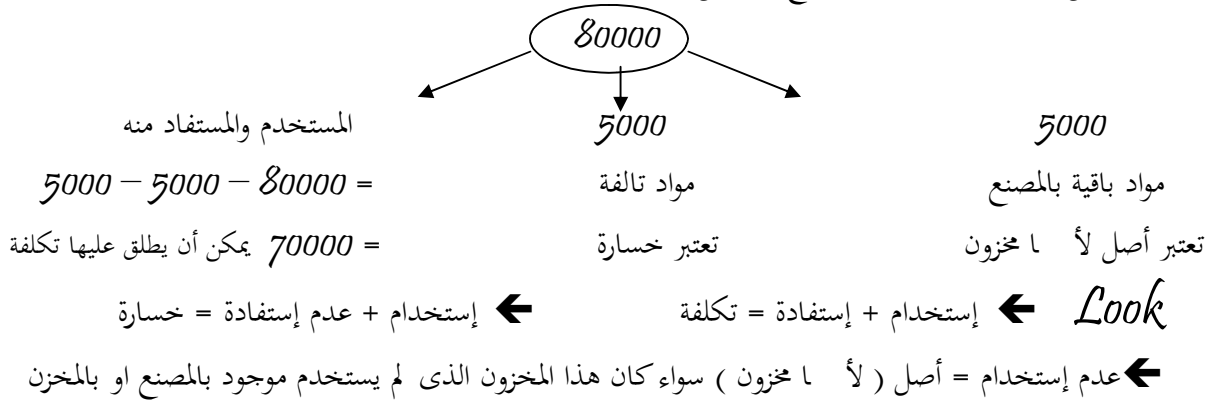 80000
5000 5000 المستخدم والمستفاد منه
مواد باقية بالمصنع مواد تالفة = 80000 – 5000 – 5000
تعتبر أصل لأ ا مخزون تعتبر خسارة = 70000 يمكن أن يطلق عليها تكلفة
Look إستخدام + إستفادة = تكلفة إستخدام + عدم إستفادة = خسارة
عدم إستخدام = أصل ( لأ ا مخزون ) سواء كان هذا المخزون الذى لم يستخدم موجود بالمصنع او بالمخزن